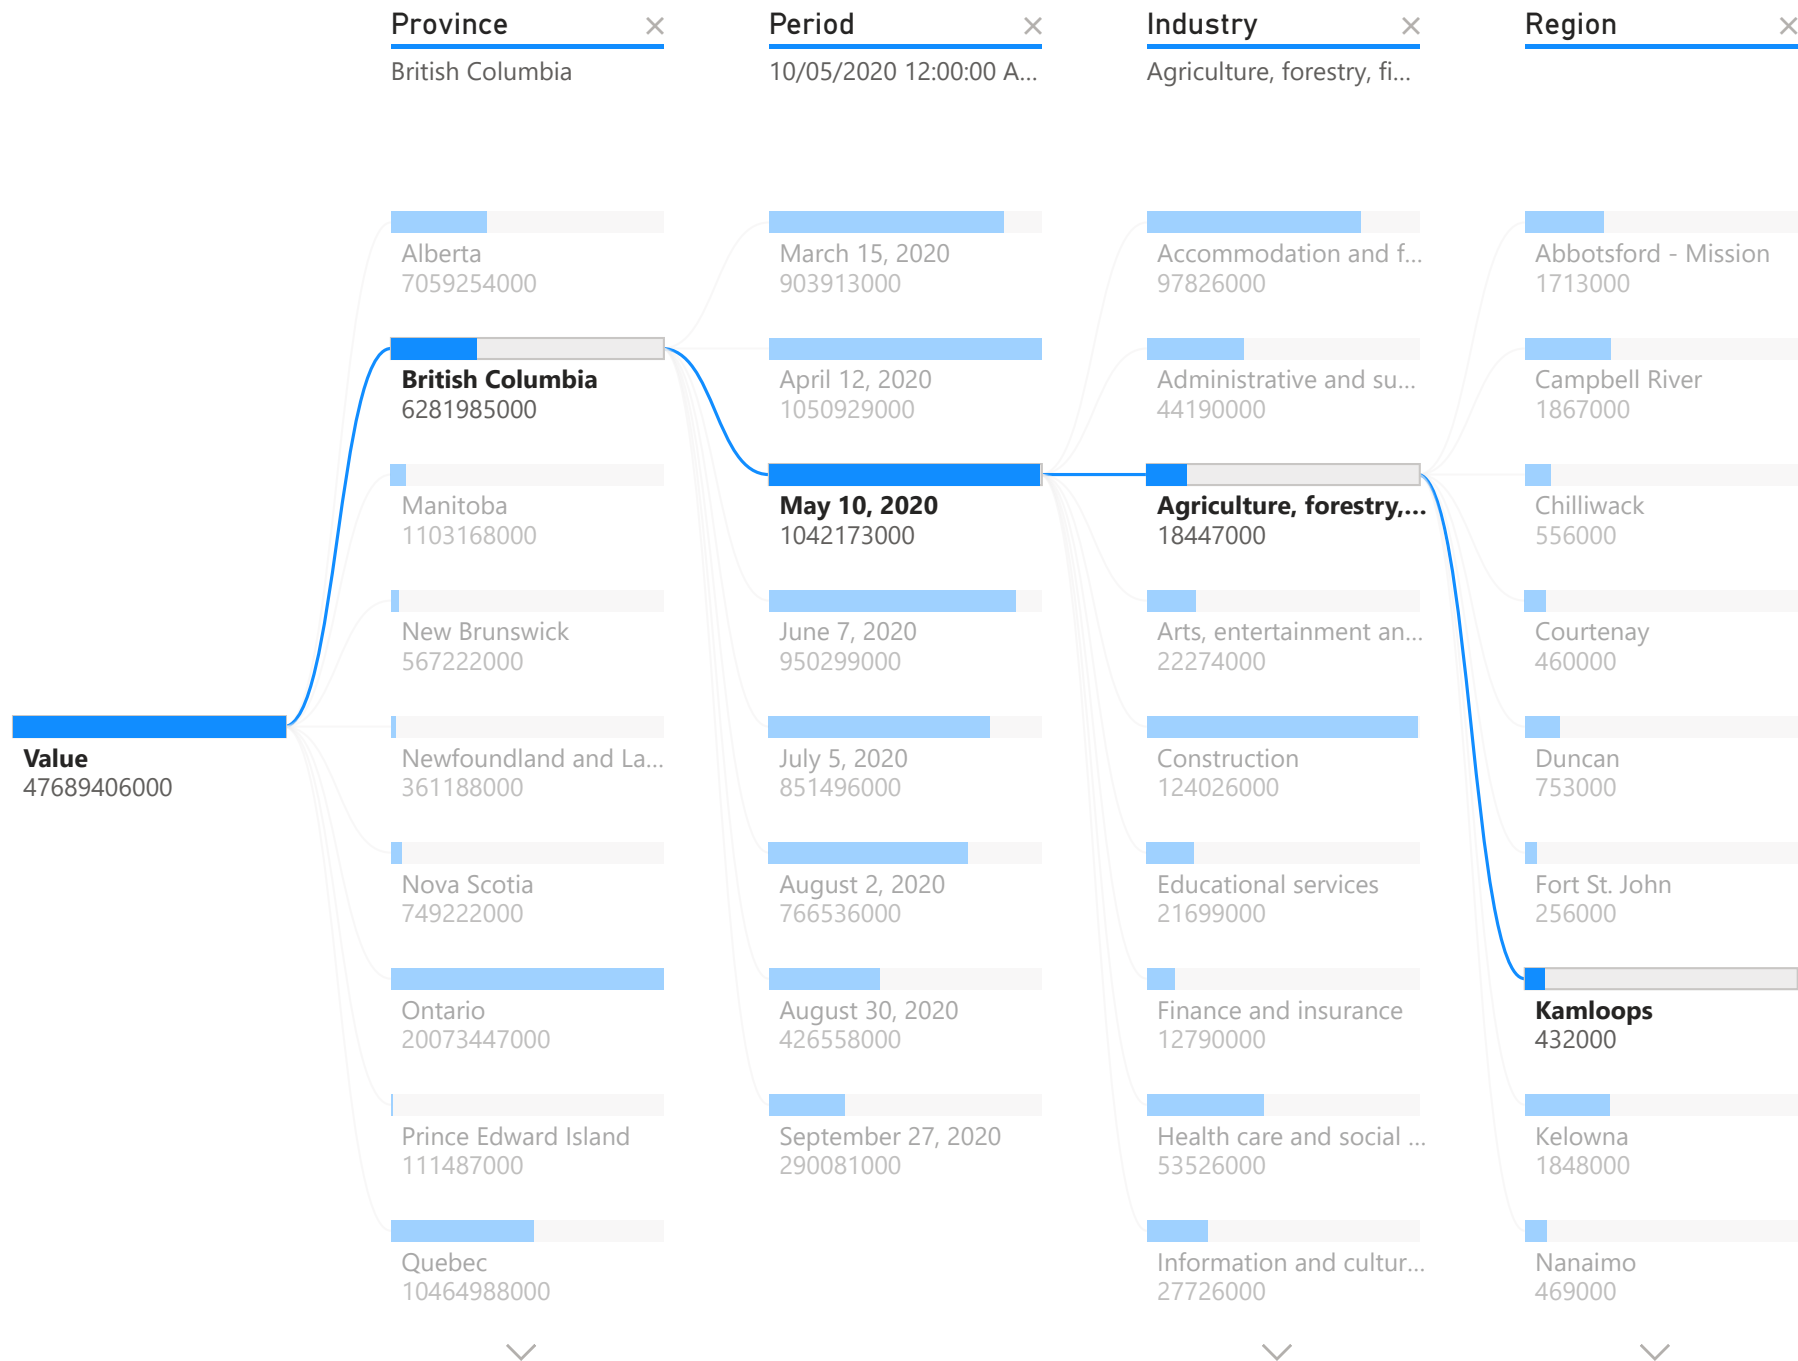 Province
British Columbia
Period
10/05/2020 12:00:00 A...
Industry
Agriculture, forestry, fi...
Region
Value
47689406000
Alberta
7059254000
British Columbia
6281985000
Manitoba
1103168000
New Brunswick
567222000
Newfoundland and La...
361188000
Nova Scotia
749222000
Ontario
20073447000
Prince Edward Island
111487000
Quebec
10464988000
March 15, 2020
903913000
April 12, 2020
1050929000
May 10, 2020
1042173000
June 7, 2020
950299000
July 5, 2020
851496000
August 2, 2020
766536000
August 30, 2020
426558000
September 27, 2020
290081000
Accommodation and f...
97826000
Administrative and su...
44190000
Agriculture, forestry,...
18447000
Arts, entertainment an...
22274000
Construction
124026000
Educational services
21699000
Finance and insurance
12790000
Health care and social ...
53526000
Information and cultur...
27726000
Abbotsford - Mission
1713000
Campbell River
1867000
Chilliwack
556000
Courtenay
460000
Duncan
753000
Fort St. John
256000
Kamloops
432000
Kelowna
1848000
Nanaimo
469000